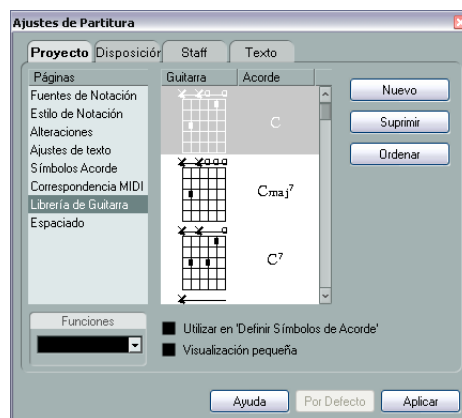 Ajustes de Partitura
Proyecto Disposición Staff Texto
Páginas
Fuentes de Notación
Estilo de Notación
Alteraciones
Ajustes de texto
Símbolos Acorde
Correspondencia MIDI
Librería de Guitarra
Espaciado
Funciones
Guitarra Acorde
C
Cmaj7
C7
Nuevo
Suprimir
Ordenar
Utilizar en 'Definir Símbolos de Acorde'
Visualización pequeña
Ayuda Por Defecto Aplicar